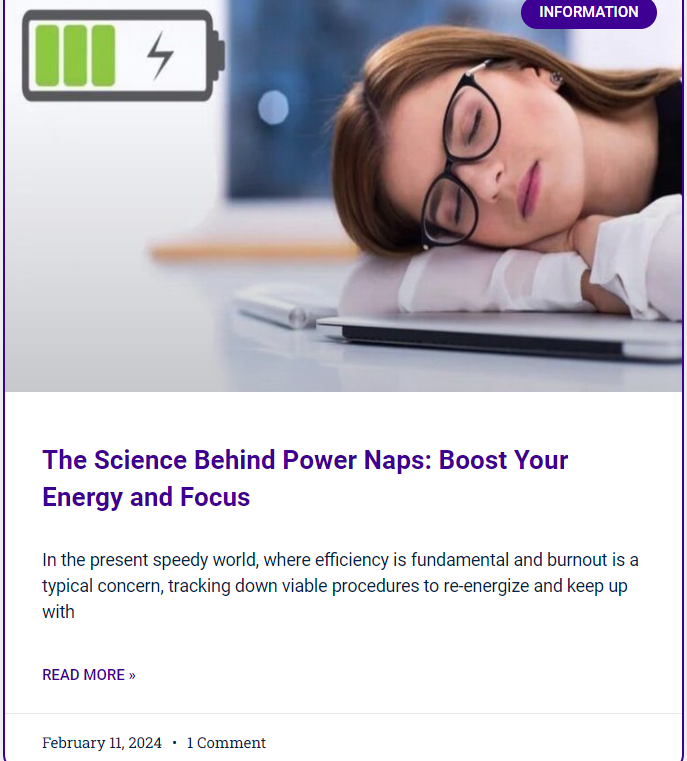 INFORMATION
The Science Behind Power Naps: Boost Your
Energy and Focus
In the present speedy world, where efficiency is fundamental and burnout is a
typical concern, tracking down viable procedures to re-energize and keep up
with
READ MORE »
February 11, 2024 • 1 Comment